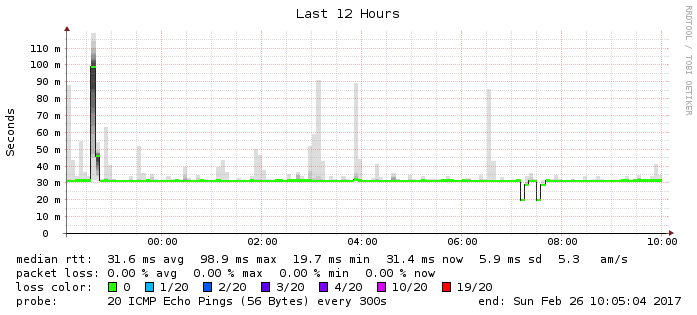 Last 12 Hours
RRDTOOL / TOBI OETIKER
Seconds
110 m
100 m
90 m
80 m
70 m
60 m
50 m
40 m
30 m
20 m
10 m
0
00:00 02:00 04:00 06:00 08:00 10:00
median rtt: 31.6 ms avg 98.9 ms max 19.7 ms min 31.4 ms now 5.9 ms sd 5.3 am/s
packet loss: 0.00 % avg 0.00 % max 0.00 % min 0.00 % now
loss color: 0 1/20 2/20 3/20 4/20 10/20 19/20
probe: 20 ICMP Echo Pings (56 Bytes) every 300s end: Sun Feb 26 10:05:04 2017